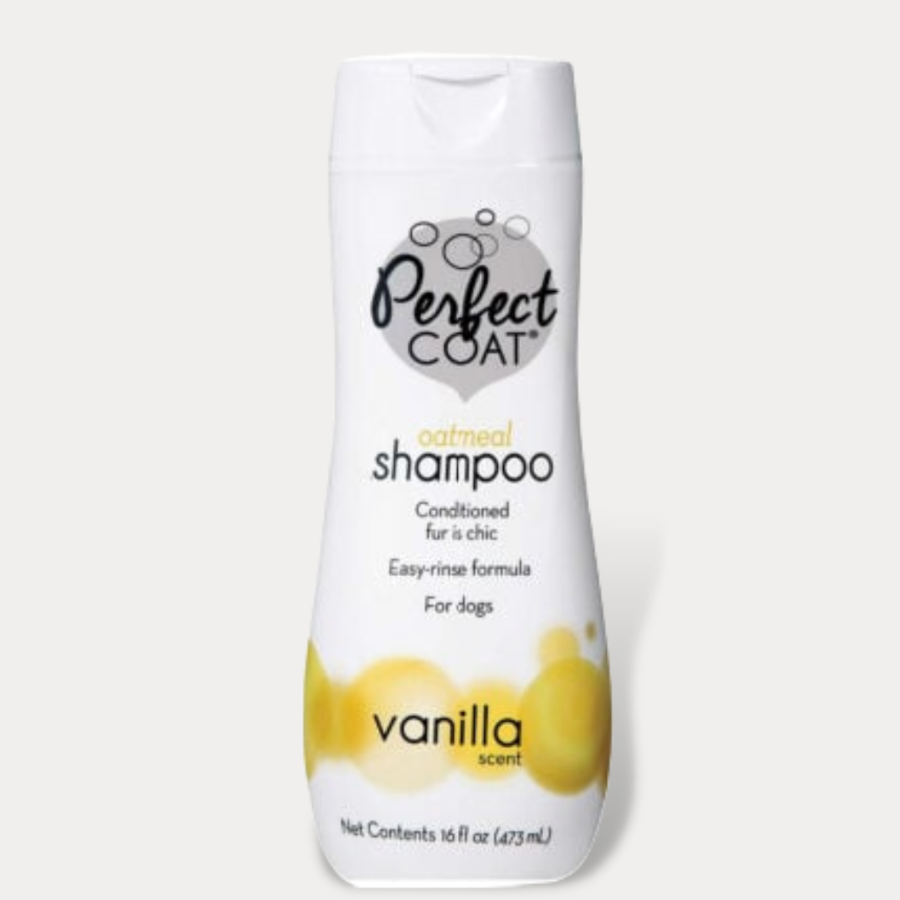 Perfect
COAT®
oatmeal
shampoo
Conditioned
fur is chic
Easy-rinse formula
For dogs
vanilla
scent
Net Contents 16 fl oz (473 mL)